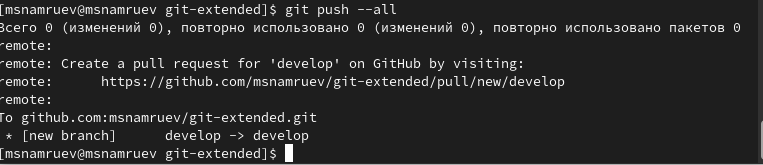 [msnamruev@msnamruev git-extended]$ git push --all
Всего 0 (изменений 0), повторно использовано 0 (изменений 0), повторно использовано пакетов 0
remote:
remote: Create a pull request for 'develop' on GitHub by visiting:
remote:      https://github.com/msnamruev/git-extended/pull/new/develop
remote:
To github.com:msnamruev/git-extended.git
 * [new branch]      develop -> develop
[msnamruev@msnamruev git-extended]$